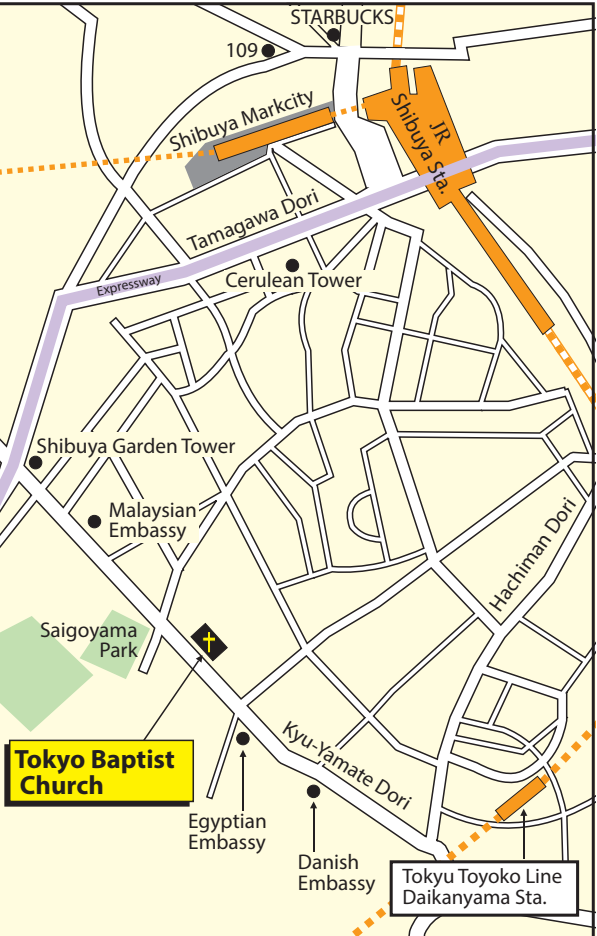 STARBUCKS
109
Shibuya Markcity
JR
Shibuya Sta.
Tamagawa Dori
Expressway
Cerulean Tower
Shibuya Garden Tower
Malaysian
Embassy
Hachiman Dori
Saigoyama
Park
Tokyo Baptist
Church
Kyu-Yamate Dori
Egyptian
Embassy
Danish
Embassy
Tokyu Toyoko Line
Daikanyama Sta.